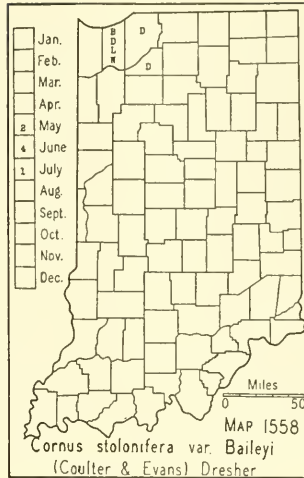 Jan.
Feb.
Mar.
Apr.
2 May
4 June
1 July
Aug.
Sept.
Oct.
Nov.
Dec.
B
D
L
W
D
D
Miles
0 50
MAP 1558
Cornus stolonifera var. Baileyi
(Coulter & Evans) Dresher